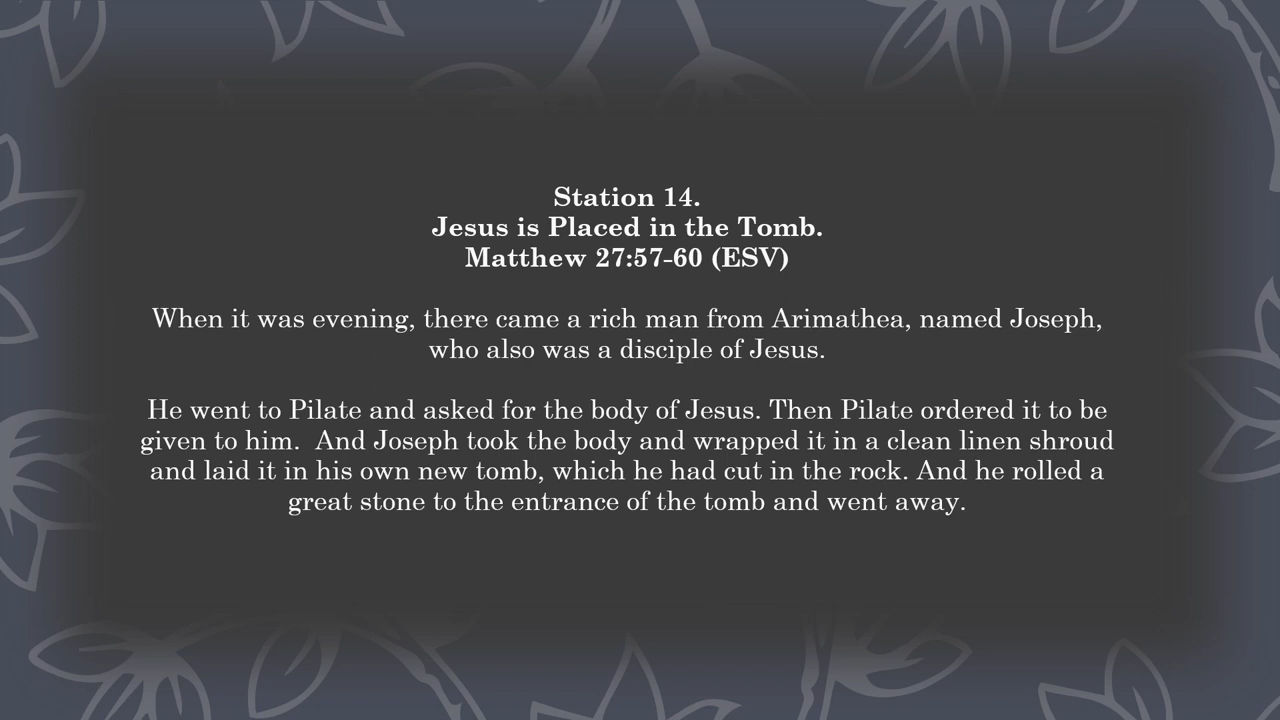 Station 14.
Jesus is Placed in the Tomb.
Matthew 27:57-60 (ESV)
When it was evening, there came a rich man from Arimathea, named Joseph,
who also was a disciple of Jesus.
He went to Pilate and asked for the body of Jesus. Then Pilate ordered it to be
given to him.  And Joseph took the body and wrapped it in a clean linen shroud
and laid it in his own new tomb, which he had cut in the rock. And he rolled a
great stone to the entrance of the tomb and went away.